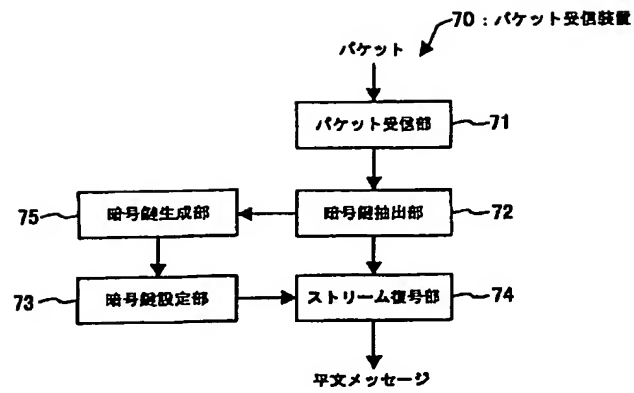 70:パケット受信装置
パケット
パケット受信部
71
75
暗号鍵生成部
暗号鍵抽出部
72
73
暗号鍵設定部
ストリーム復号部
74
平文メッセージ